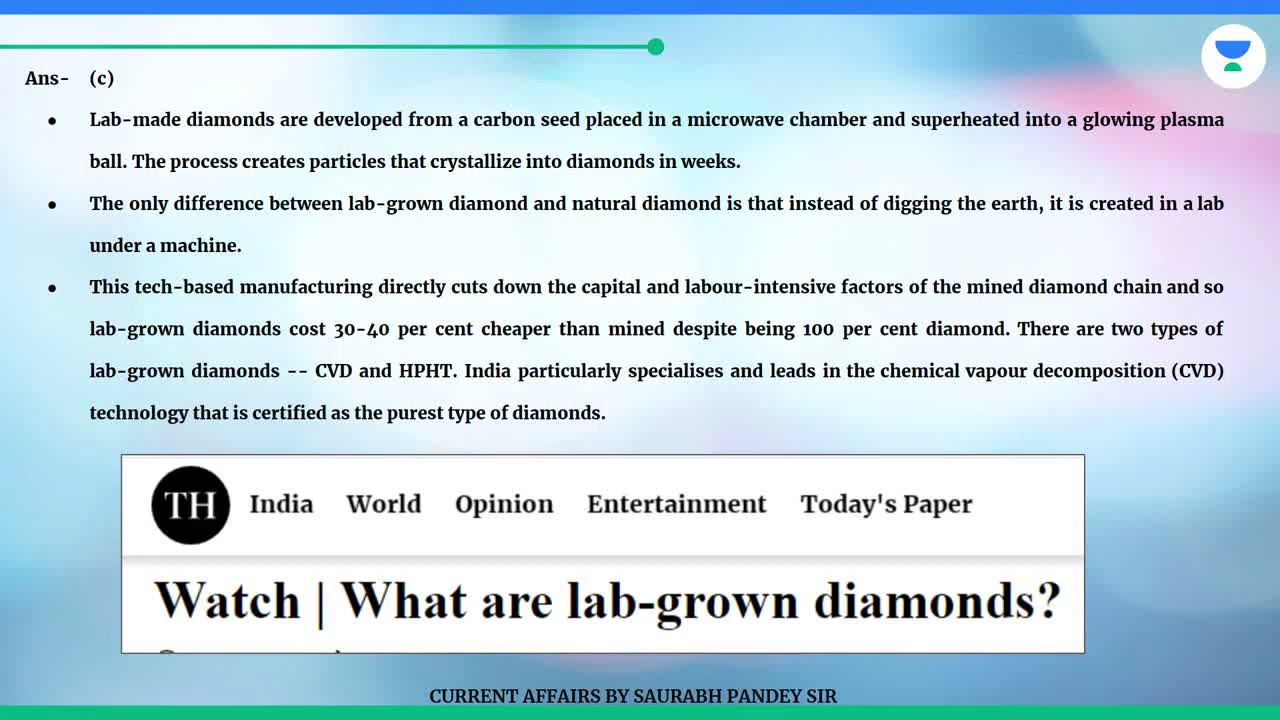 Ans- (c)
● Lab-made diamonds are developed from a carbon seed placed in a microwave chamber and superheated into a glowing plasma
ball. The process creates particles that crystallize into diamonds in weeks.
● The only difference between lab-grown diamond and natural diamond is that instead of digging the earth, it is created in a lab
under a machine.
● This tech-based manufacturing directly cuts down the capital and labour-intensive factors of the mined diamond chain and so
lab-grown diamonds cost 30-40 per cent cheaper than mined despite being 100 per cent diamond. There are two types of
lab-grown diamonds -- CVD and HPHT. India particularly specialises and leads in the chemical vapour decomposition (CVD)
technology that is certified as the purest type of diamonds.
TH India World Opinion Entertainment Today's Paper
Watch | What are lab-grown diamonds?
CURRENT AFFAIRS BY SAURABH PANDEY SIR